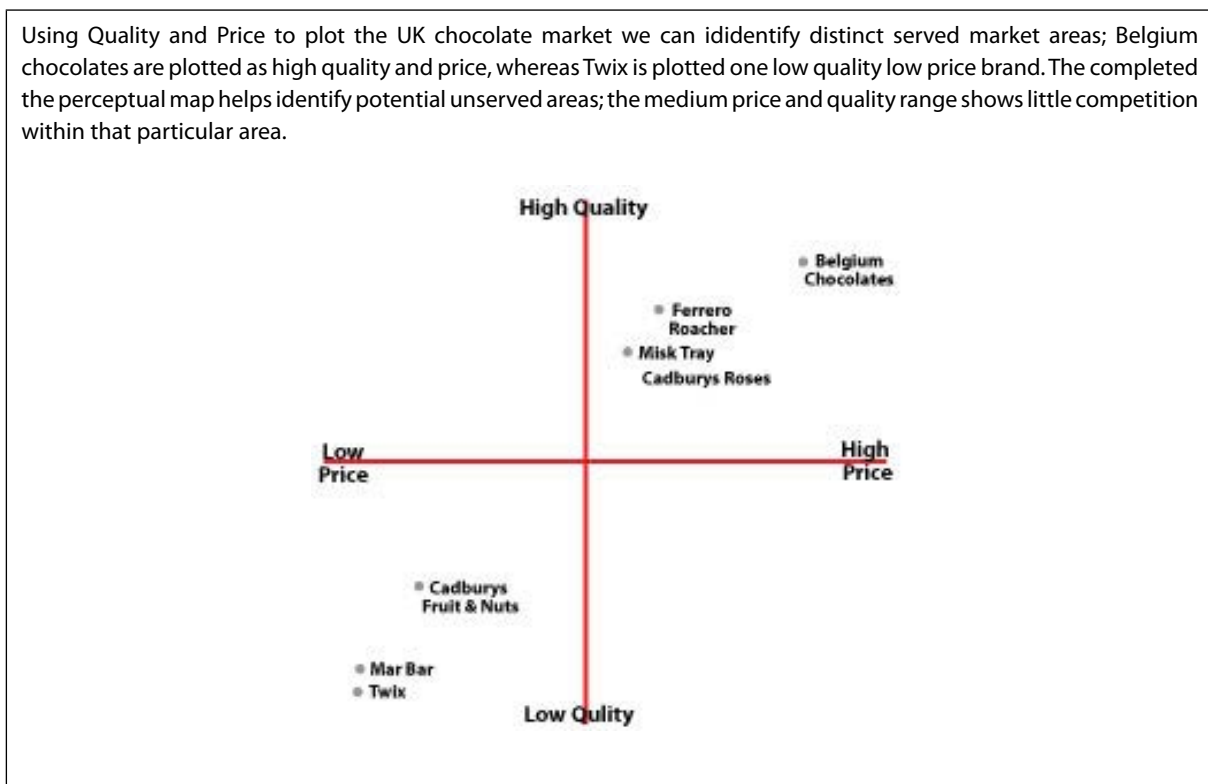 Using Quality and Price to plot the UK chocolate market we can ididentify distinct served market areas; Belgium
chocolates are plotted as high quality and price, whereas Twix is plotted one low quality low price brand. The completed
the perceptual map helps identify potential unserved areas; the medium price and quality range shows little competition
within that particular area.
High Quality
Belgium
Chocolates
Ferrero
Roacher
Misk Tray
Cadburys Roses
Low
Price
High
Price
Cadburys
Fruit & Nuts
Mar Bar
Twix
Low Qulity